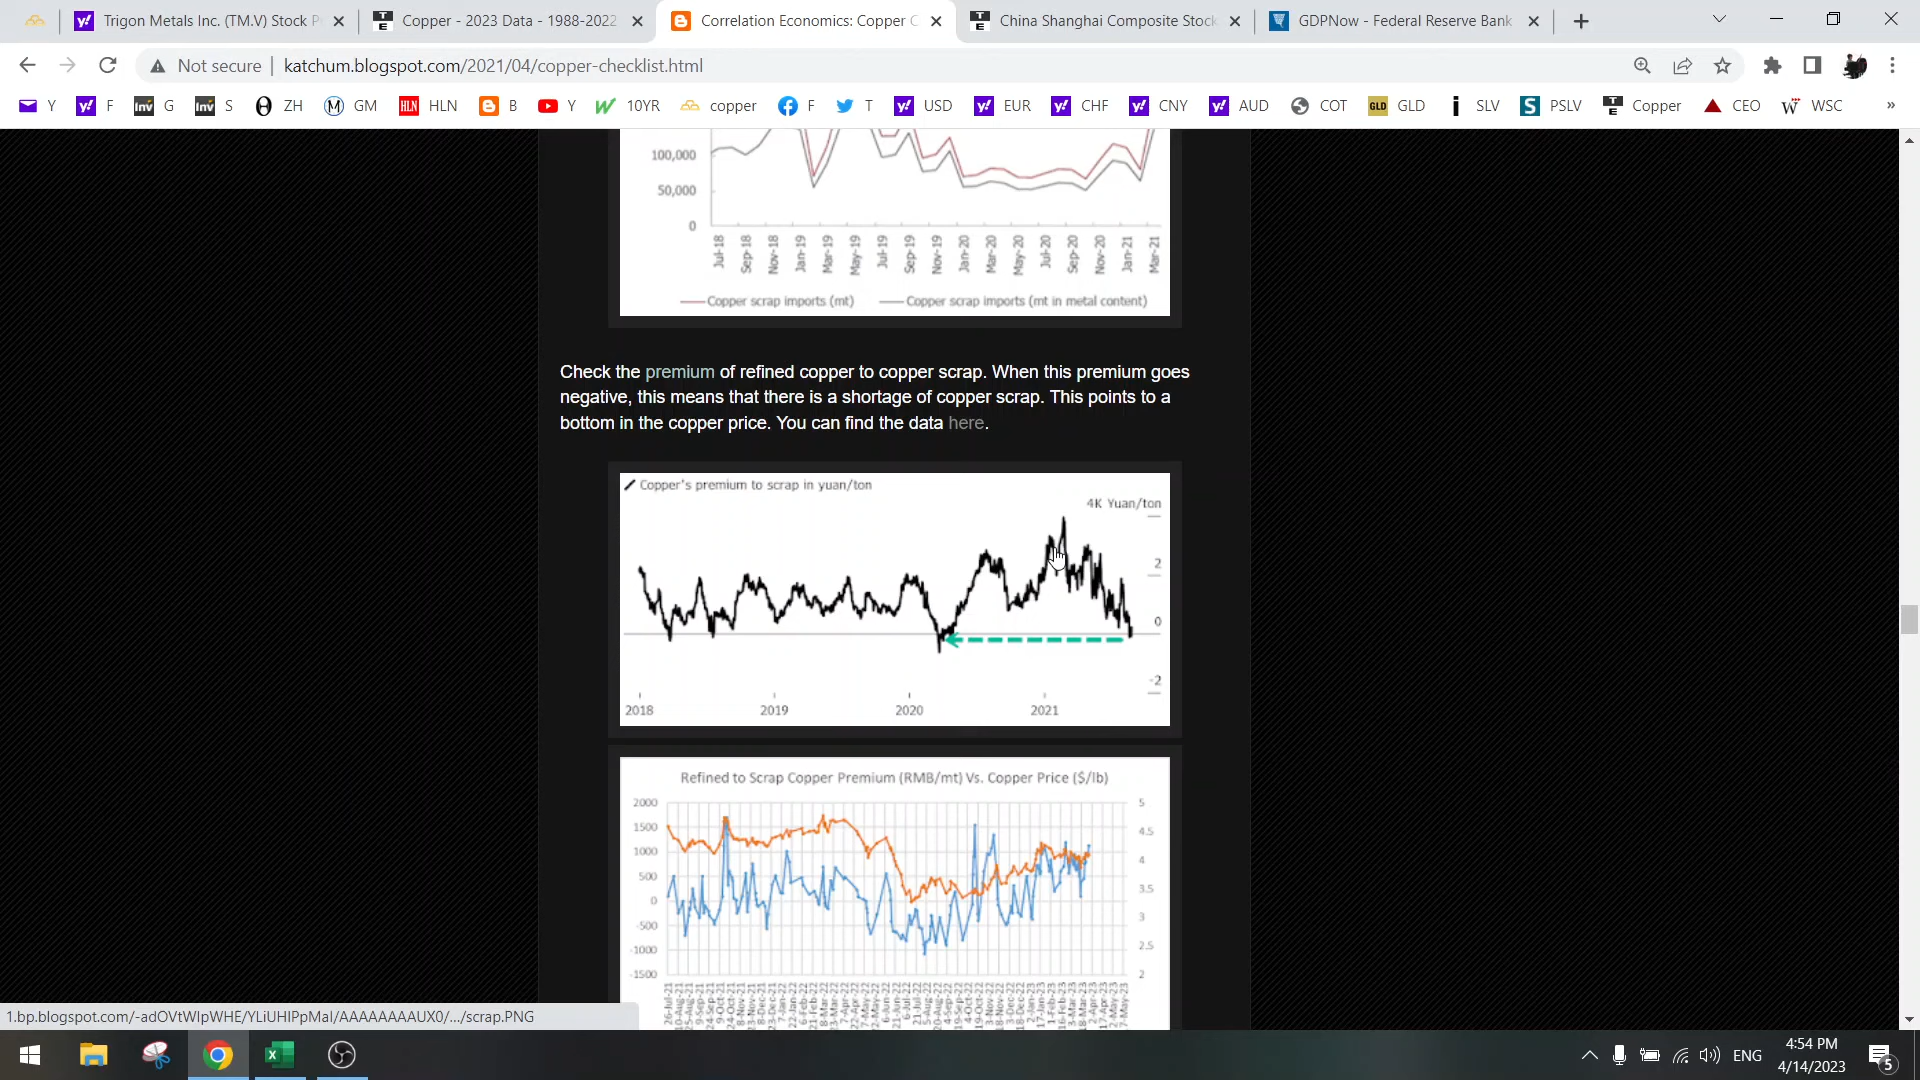 Trigon Metals Inc. (TM.V) Stock P
Copper - 2023 Data - 1988-2022
Correlation Economics: Copper C
China Shanghai Composite Stock
GDPNow - Federal Reserve Bank
Not secure
katchum.blogspot.com/2021/04/copper-checklist.html
Y F G S ZH GM HLN B Y 10YR copper F T USD EUR CHF CNY AUD COT GLD SLV PSLV Copper CEO WSC »
100,000
50,000
0
Jul-18 Sep-18 Nov-18 Jan-19 Mar-19 May-19 Jul-19 Sep-19 Nov-19 Jan-20 Mar-20 May-20 Jul-20 Sep-20 Nov-20 Jan-21 Mar-21
Copper scrap imports (mt) Copper scrap imports (mt in metal content)
Check the premium of refined copper to copper scrap. When this premium goes
negative, this means that there is a shortage of copper scrap. This points to a
bottom in the copper price. You can find the data here.
Copper's premium to scrap in yuan/ton
4K Yuan/ton
2
0
-2
2018 2019 2020 2021
Refined to Scrap Copper Premium (RMB/mt) Vs. Copper Price ($/lb)
2000 5
1500 4.5
1000 4
500 3.5
0 3
-500
-1000 2.5
-1500 2
1.bp.blogspot.com/-adOVtWlpWHE/YLiUHIPpMaI/AAAAAAAAUX0/.../scrap.PNG
ENG
4:54 PM
4/14/2023
5